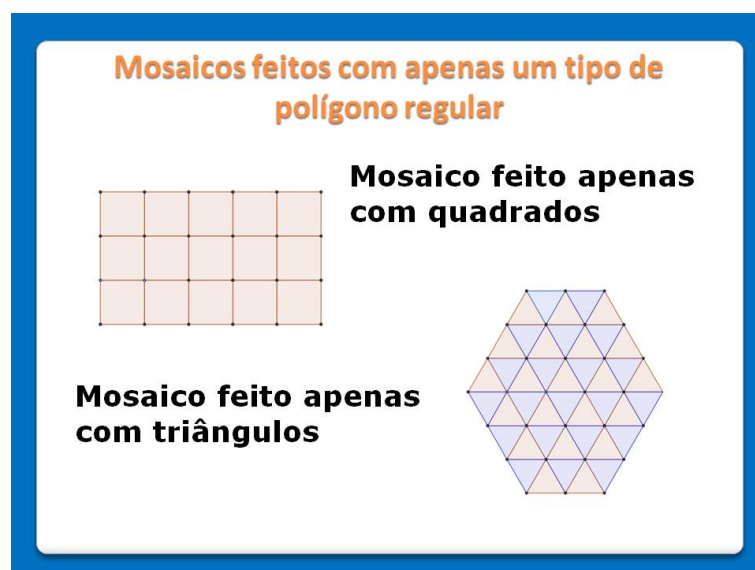 Mosaicos feitos com apenas um tipo de
polígono regular
Mosaico feito apenas
com quadrados
Mosaico feito apenas
com triângulos